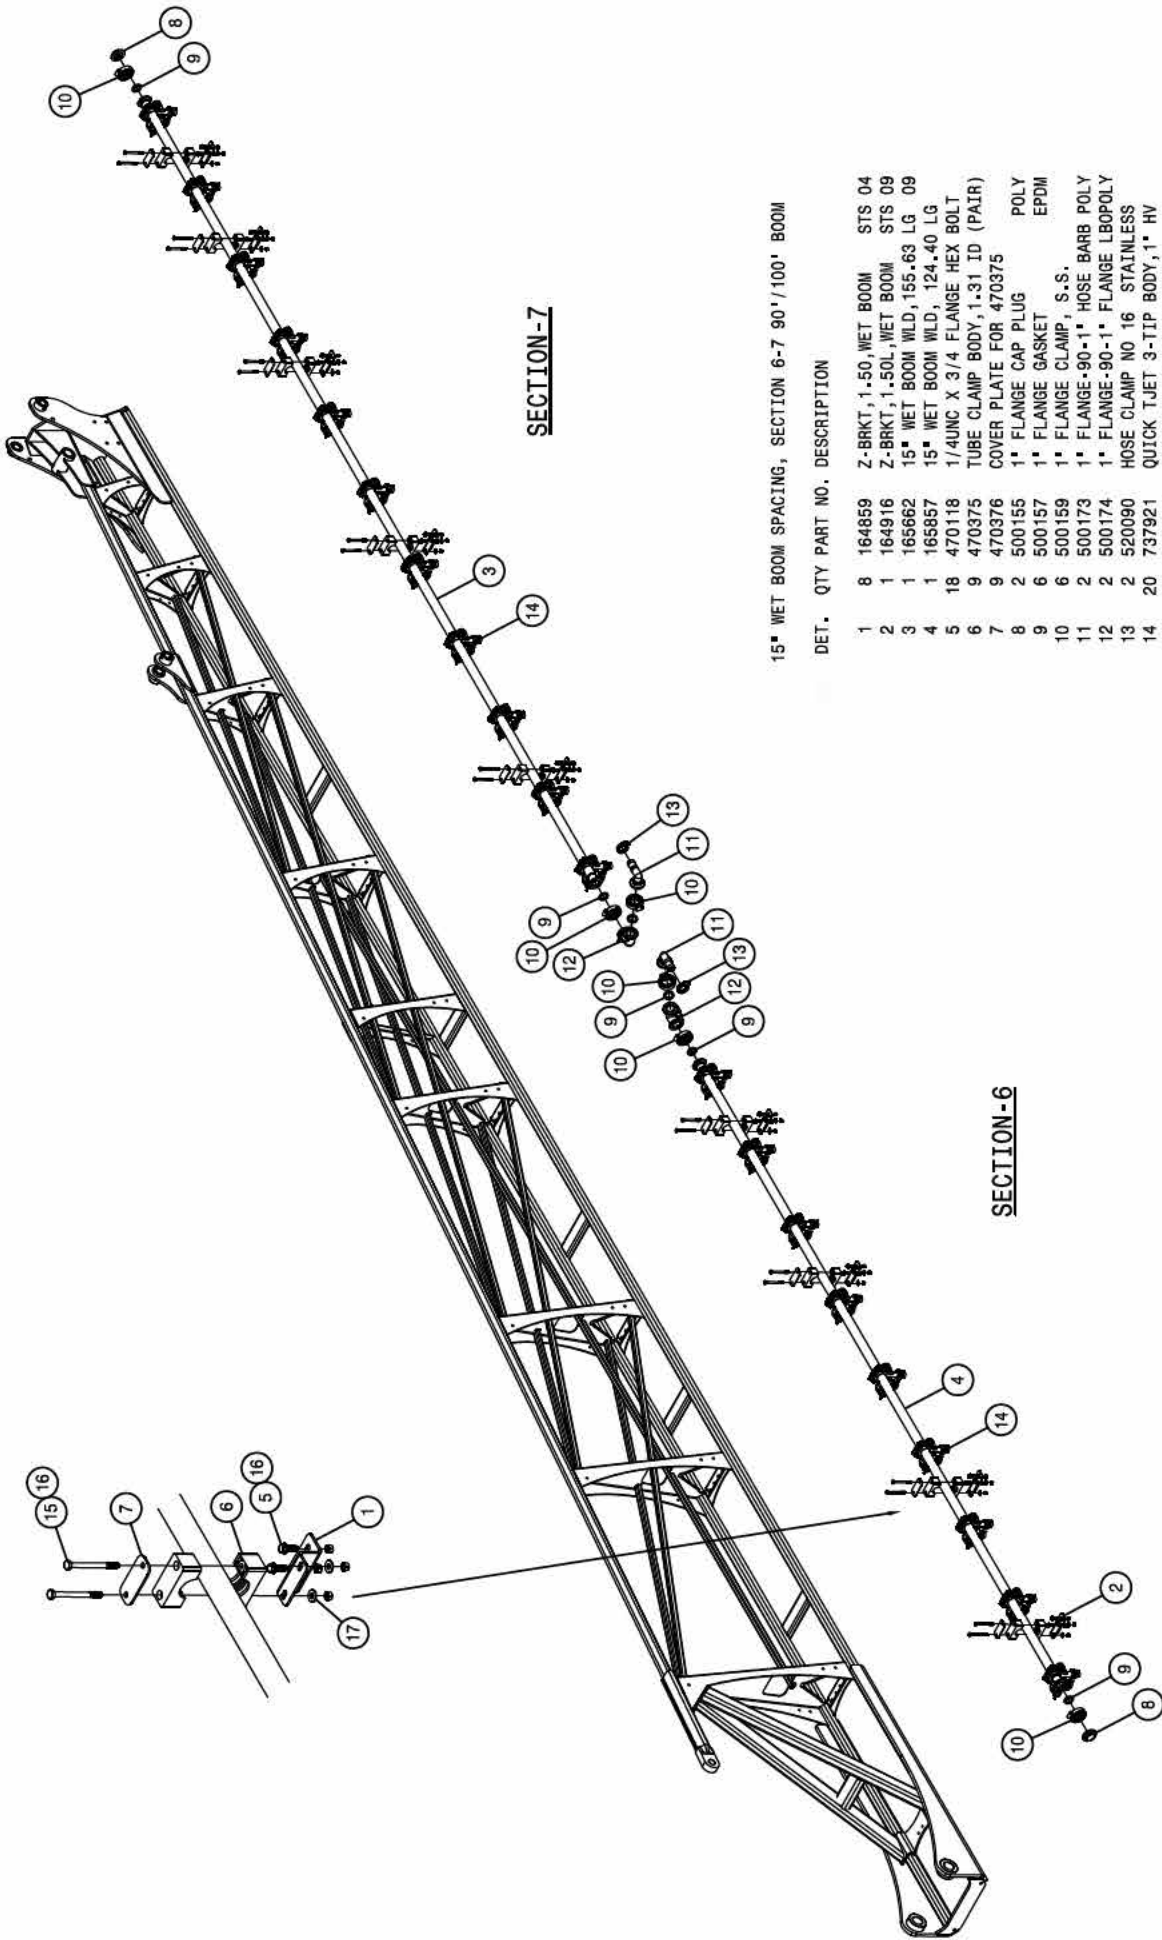 16
15
7
6
16
5
1
17
10
8
9
SECTION-7
3
14
9
10
12
13
11
10
11
10
9
13
12
10
9
SECTION-6
4
14
2
9
10
8
15" WET BOOM SPACING, SECTION 6-7 90'/100' BOOM
DET. QTY PART NO. DESCRIPTION
1 8 164859 Z-BRKT,1.50,WET BOOM STS 04
2 1 164916 Z-BRKT,1.50L,WET BOOM STS 09
3 1 165662 15" WET BOOM WLD,155.63 LG 09
4 1 165857 15" WET BOOM WLD, 124.40 LG
5 18 470118 1/4UNC X 3/4 FLANGE HEX BOLT
6 9 470375 TUBE CLAMP BODY,1.31 ID (PAIR)
7 9 470376 COVER PLATE FOR 470375
8 2 500155 1" FLANGE CAP PLUG POLY
9 6 500157 1" FLANGE GASKET EPDM
10 6 500159 1" FLANGE CLAMP, S.S.
11 2 500173 1" FLANGE-90-1" HOSE BARB POLY
12 2 500174 1" FLANGE-90-1" FLANGE LBOPOLY
13 2 520090 HOSE CLAMP NO 16 STAINLESS
14 20 737921 QUICK TJET 3-TIP BODY,1" HV